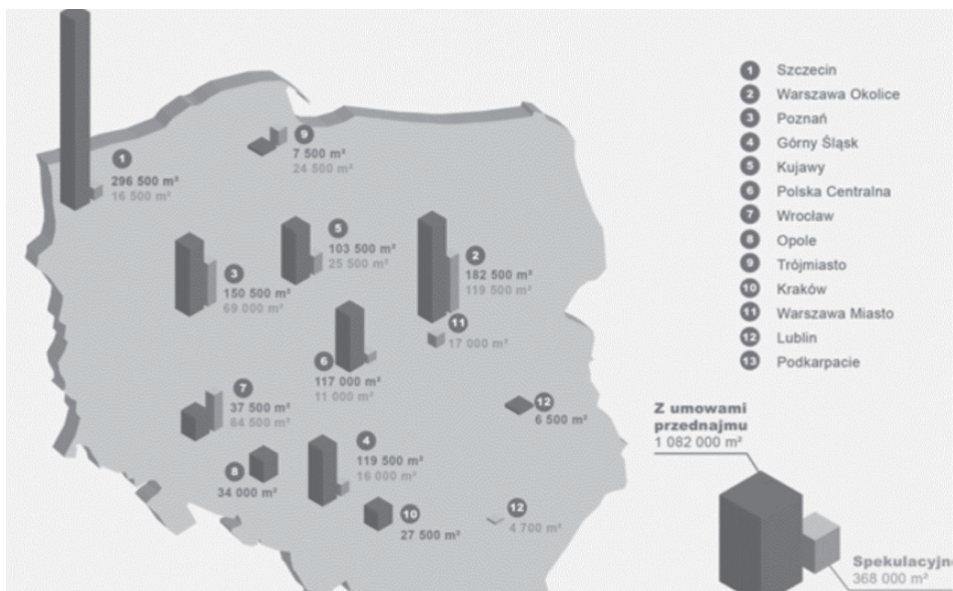 1
296 500 m²
16 500 m²
9
7 500 m²
24 500 m²
5
103 500 m²
25 500 m²
2
182 500 m²
119 500 m²
3
150 500 m²
69 000 m²
11
17 000 m²
6
117 000 m²
11 000 m²
7
37 500 m²
64 500 m²
12
6 500 m²
4
119 500 m²
16 000 m²
8
34 000 m²
10
27 500 m²
12
4 700 m²
1 Szczecin
2 Warszawa Okolice
3 Poznań
4 Górny Śląsk
5 Kujawy
6 Polska Centralna
7 Wrocław
8 Opole
9 Trójmiasto
10 Kraków
11 Warszawa Miasto
12 Lublin
13 Podkarpacie
Z umowami
przednajmu
1 082 000 m²
Spekulacyjne
368 000 m²